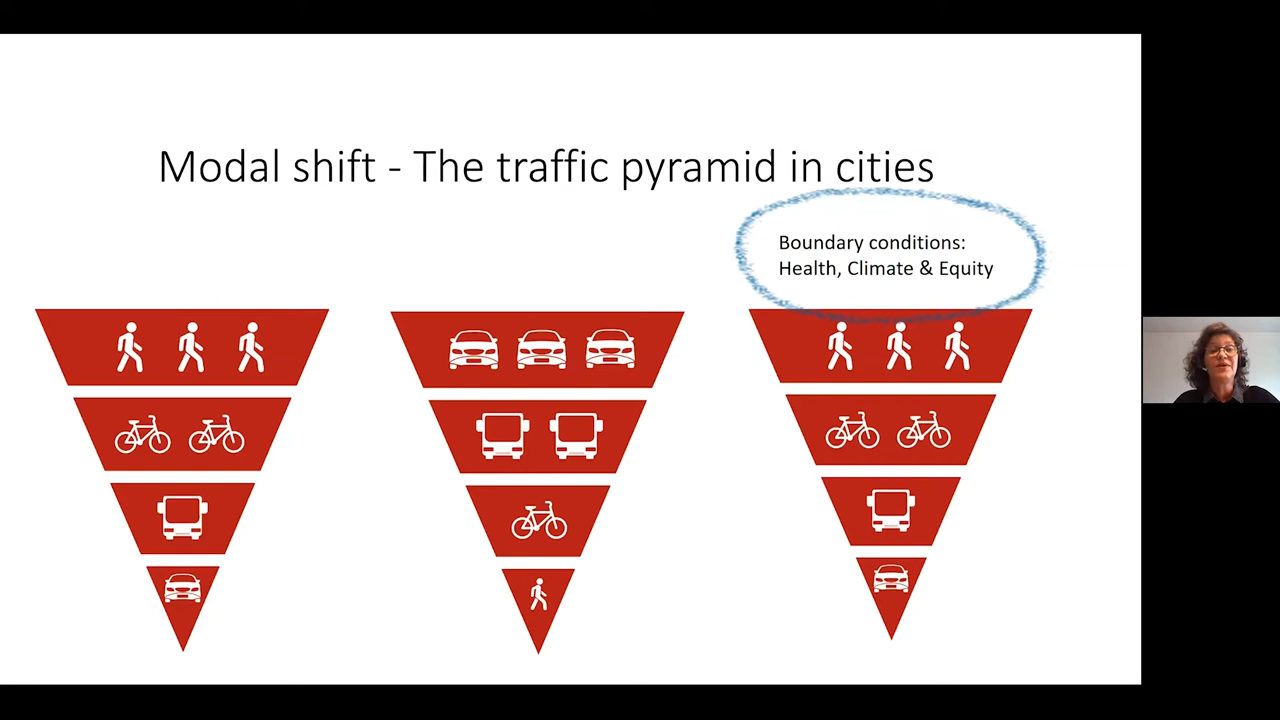 Modal shift - The traffic pyramid in cities
Boundary conditions:
Health, Climate & Equity